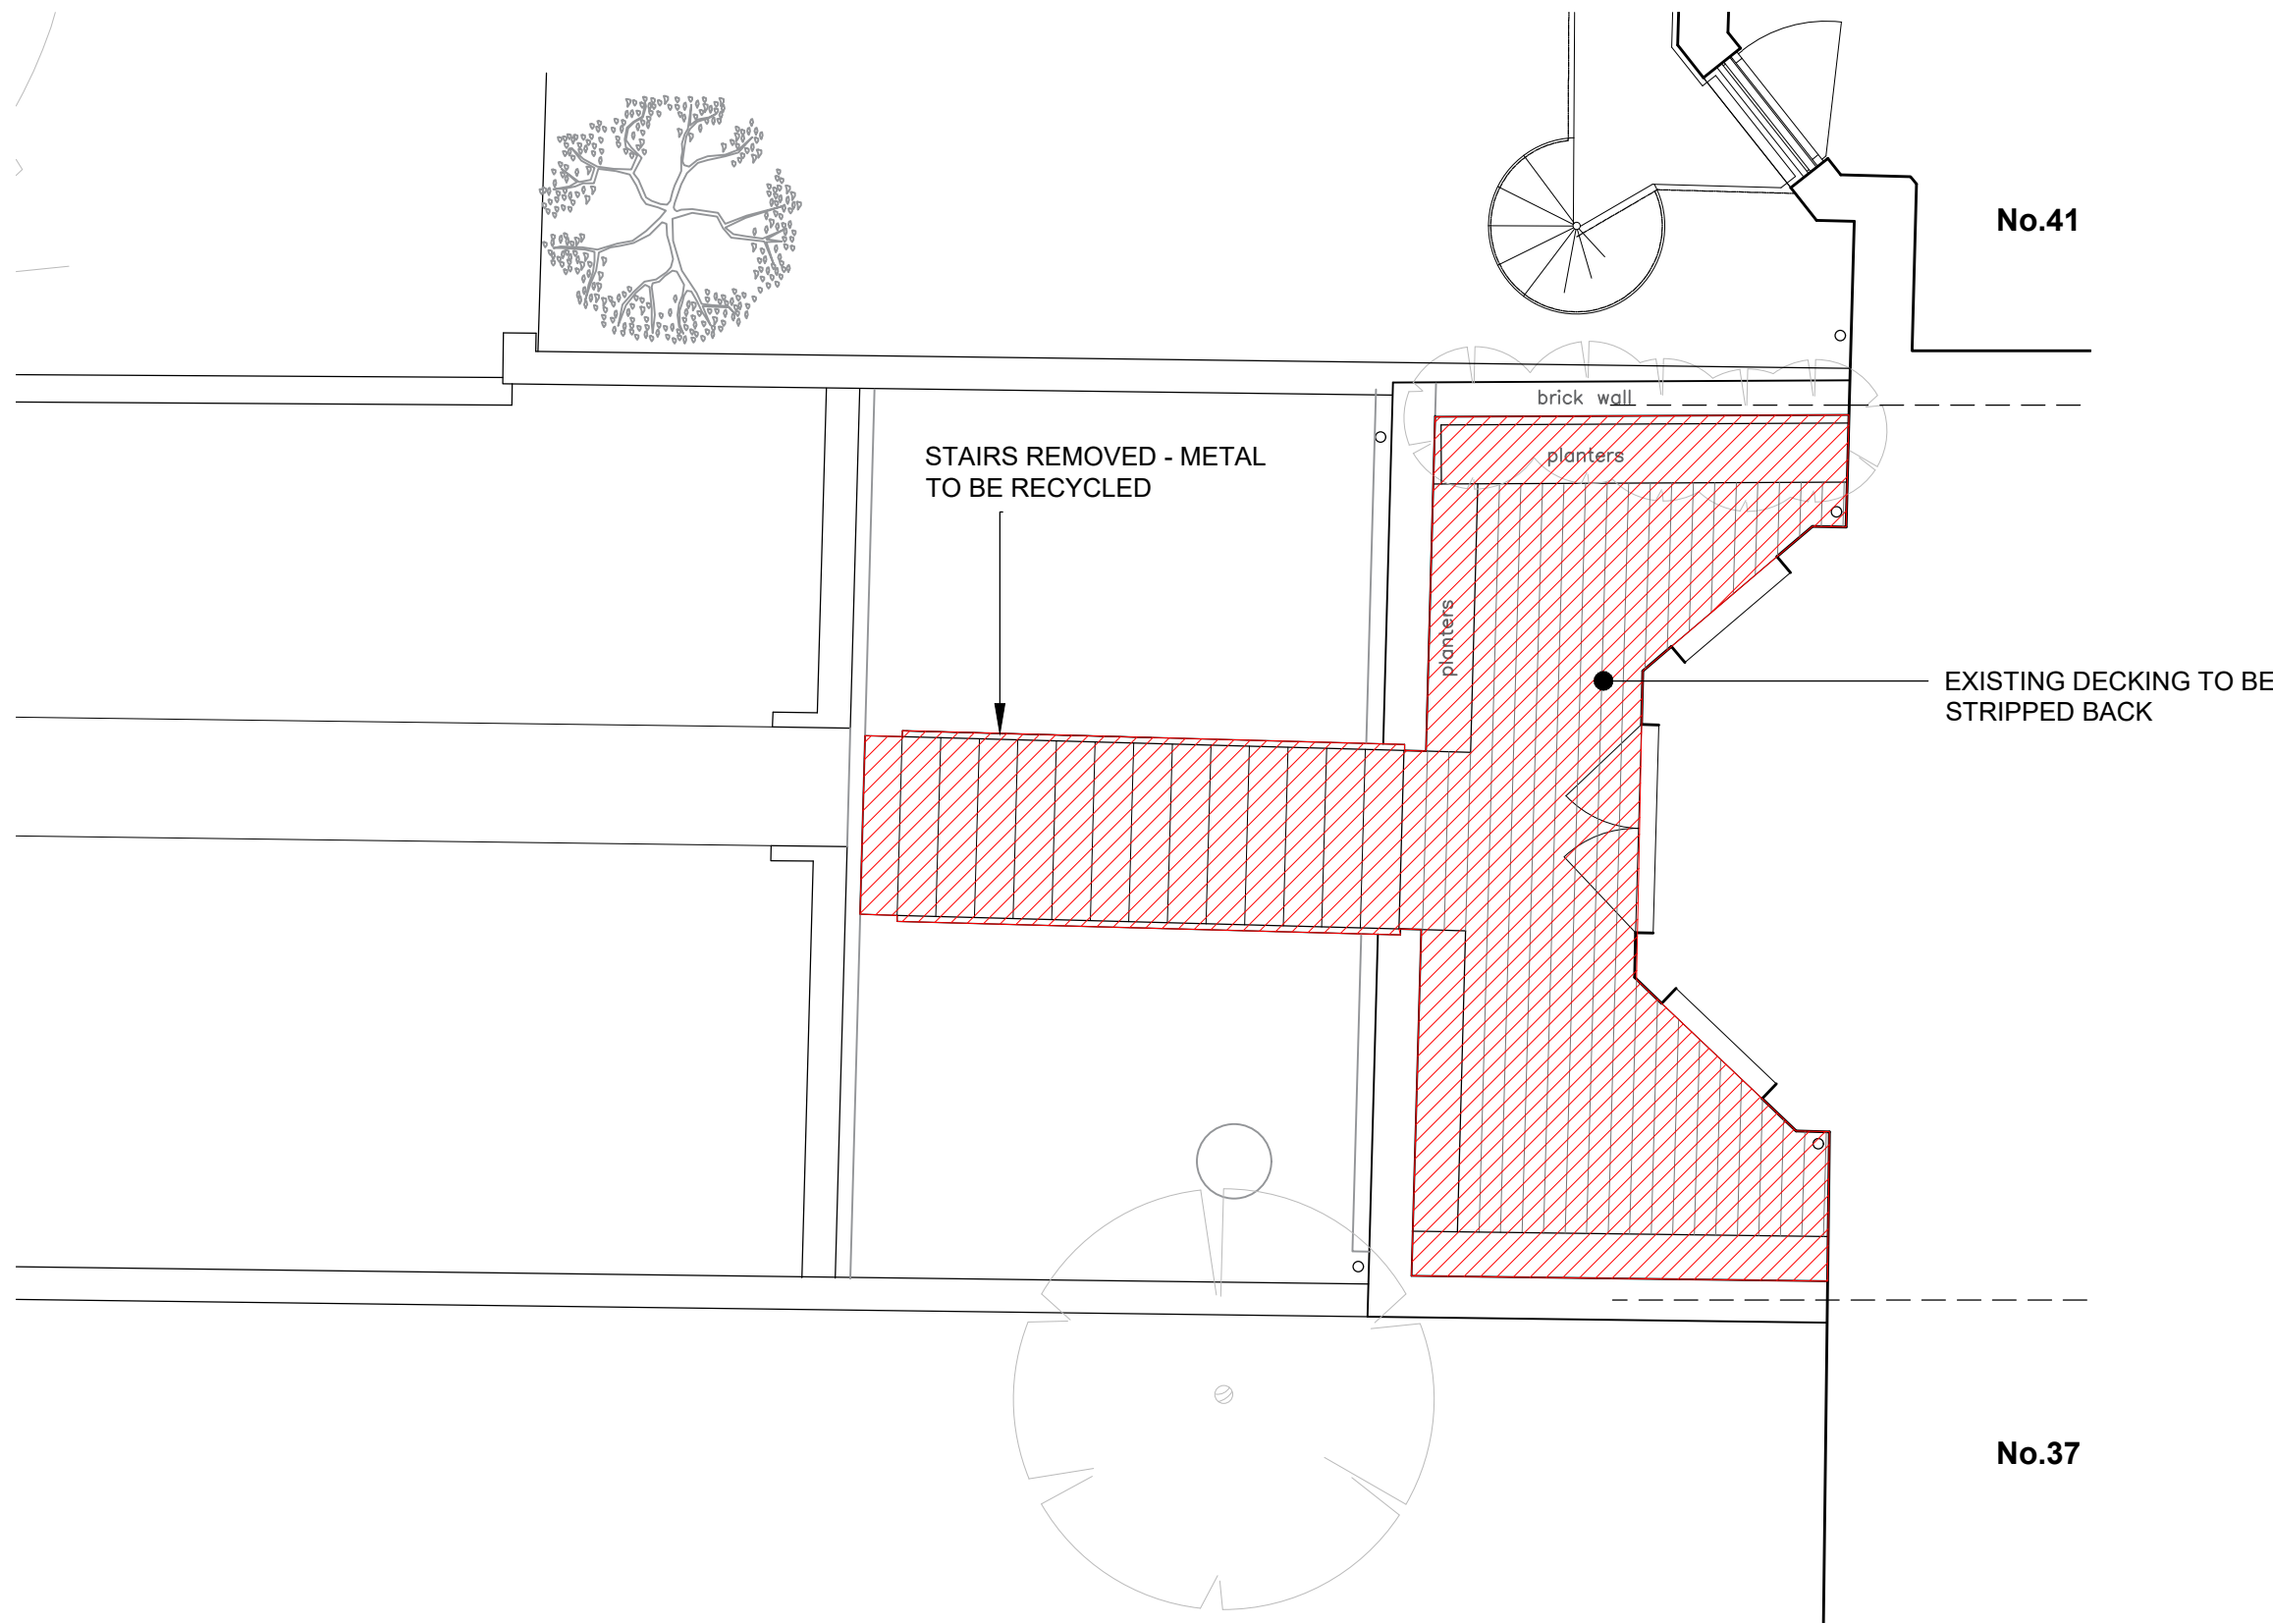 No.41
brick wall
planters
STAIRS REMOVED - METAL
TO BE RECYCLED
planters
EXISTING DECKING TO BE
STRIPPED BACK
No.37